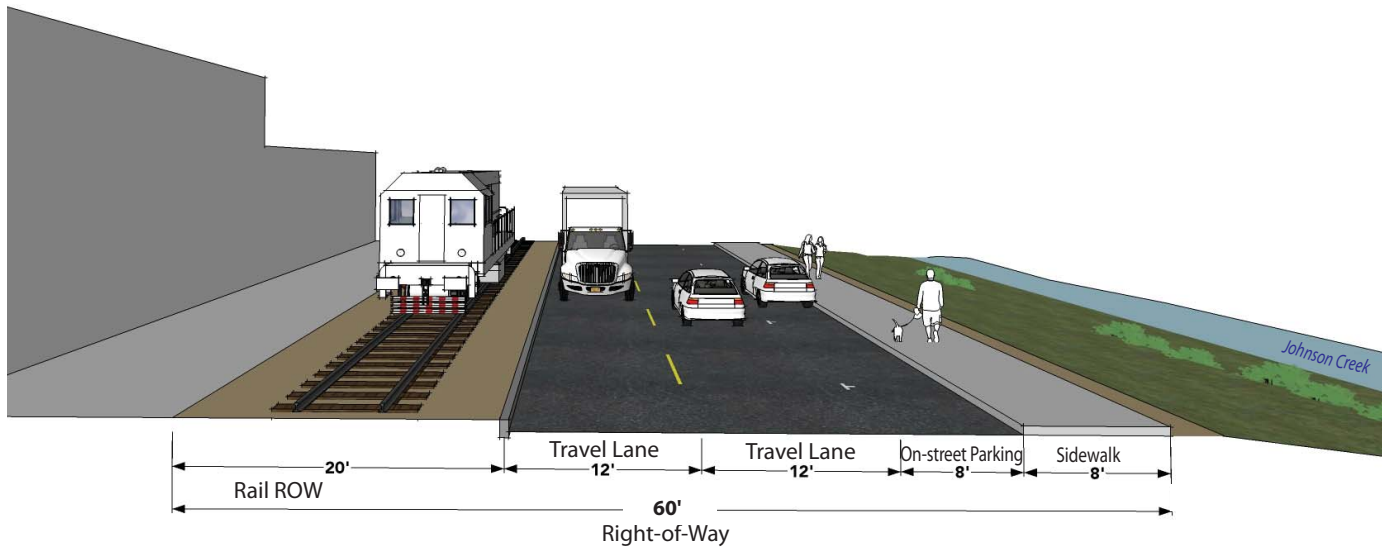 Johnson Creek
Travel Lane
Travel Lane
On-street Parking
Sidewalk
20'
12'
12'
8'
8'
Rail ROW
60'
Right-of-Way